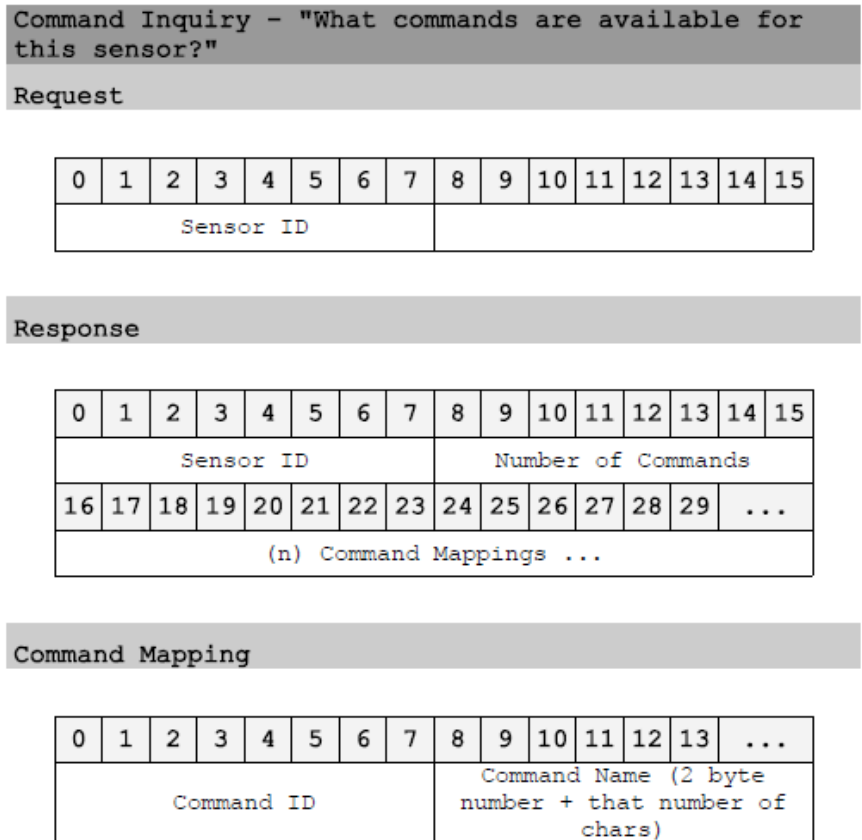 Command Inquiry – "What commands are available for
this sensor?"
Request
0 1 2 3 4 5 6 7 8 9 10 11 12 13 14 15
Sensor ID
Response
0 1 2 3 4 5 6 7 8 9 10 11 12 13 14 15
Sensor ID Number of Commands
16 17 18 19 20 21 22 23 24 25 26 27 28 29 ...
(n) Command Mappings ...
Command Mapping
0 1 2 3 4 5 6 7 8 9 10 11 12 13 ...
Command ID
Command Name (2 byte
number + that number of
chars)